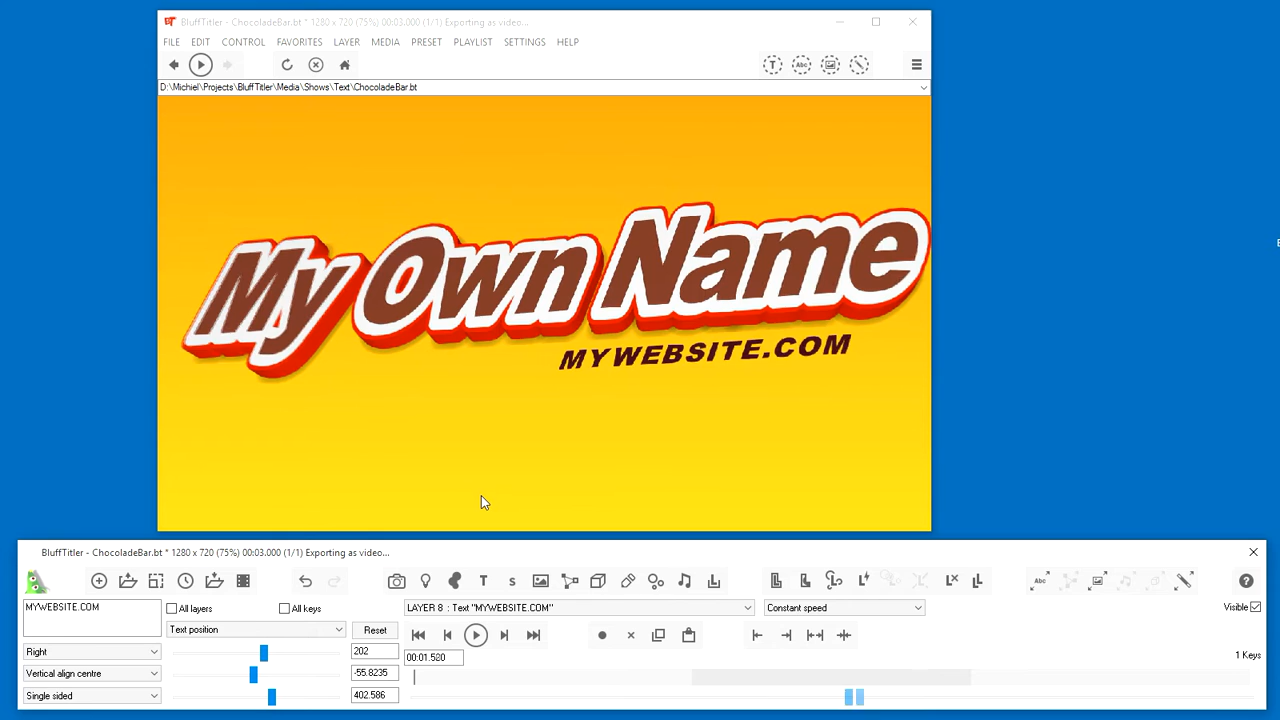 BluffTitler - ChocoladeBar.bt * 1280 x 720 (75%) 00:03.000 (1/1) Exporting as video...
FILE EDIT CONTROL FAVORITES LAYER MEDIA PRESET PLAYLIST SETTINGS HELP
T Abc
D:\Michiel\Projects\BluffTitler\Media\Shows\Text\ChocoladeBar.bt
My Own Name
MYWEBSITE.COM
BluffTitler - ChocoladeBar.bt * 1280 x 720 (75%) 00:03.000 (1/1) Exporting as video...
T S Abc ?
MYWEBSITE.COM All layers All keys LAYER 8 : Text "MYWEBSITE.COM" Constant speed Visible
Text position Reset
Right 202 00:01.520 1 Keys
Vertical align centre -55.8235
Single sided 402.586